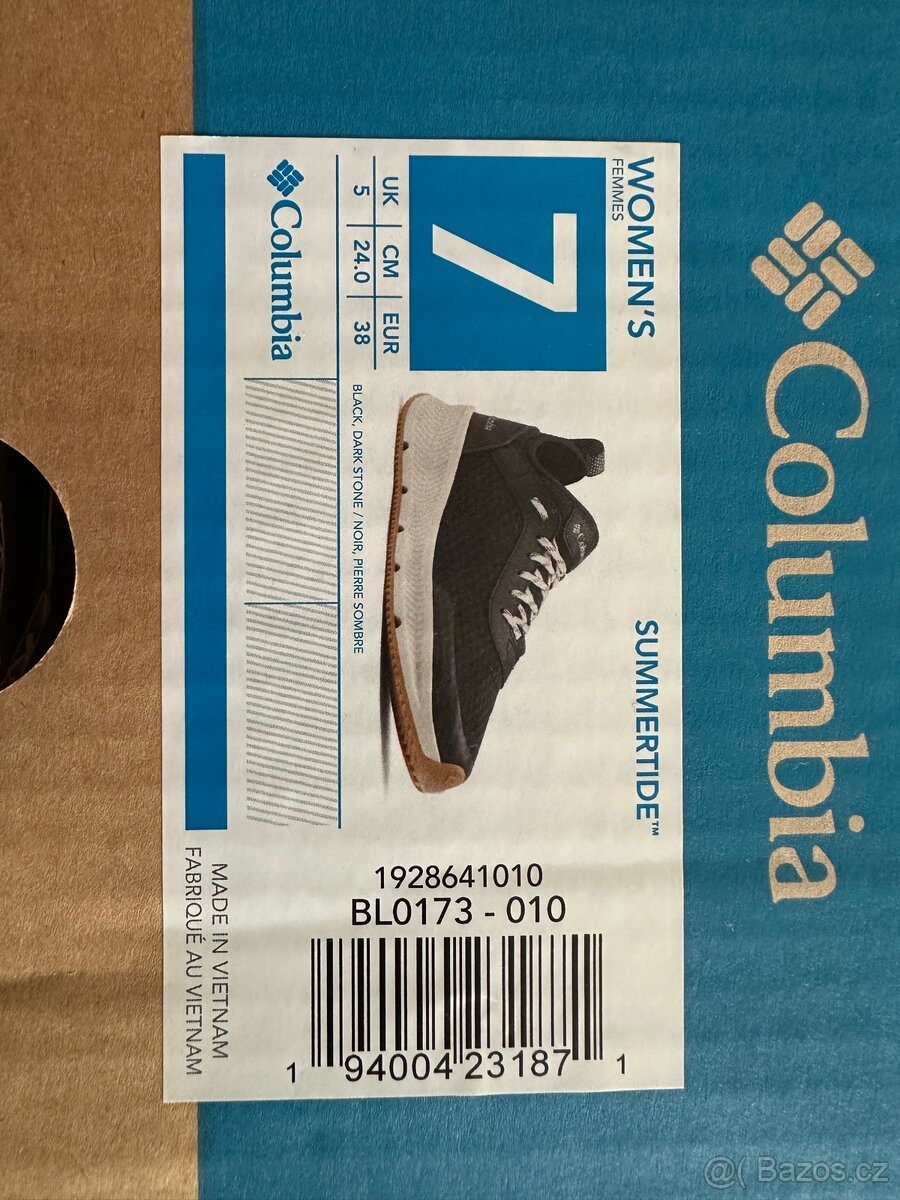 Columbia
WOMEN'S
FEMMES
SUMMERTIDE™
7
UK CM EUR
5 24.0 38
BLACK, DARK STONE / NOIR, PIERRE SOMBRE
Columbia
1928641010
BL0173 - 010
1 94004 23187 1
MADE IN VIETNAM
FABRIQUÉ AU VIETNAM
@( Bazos.cz